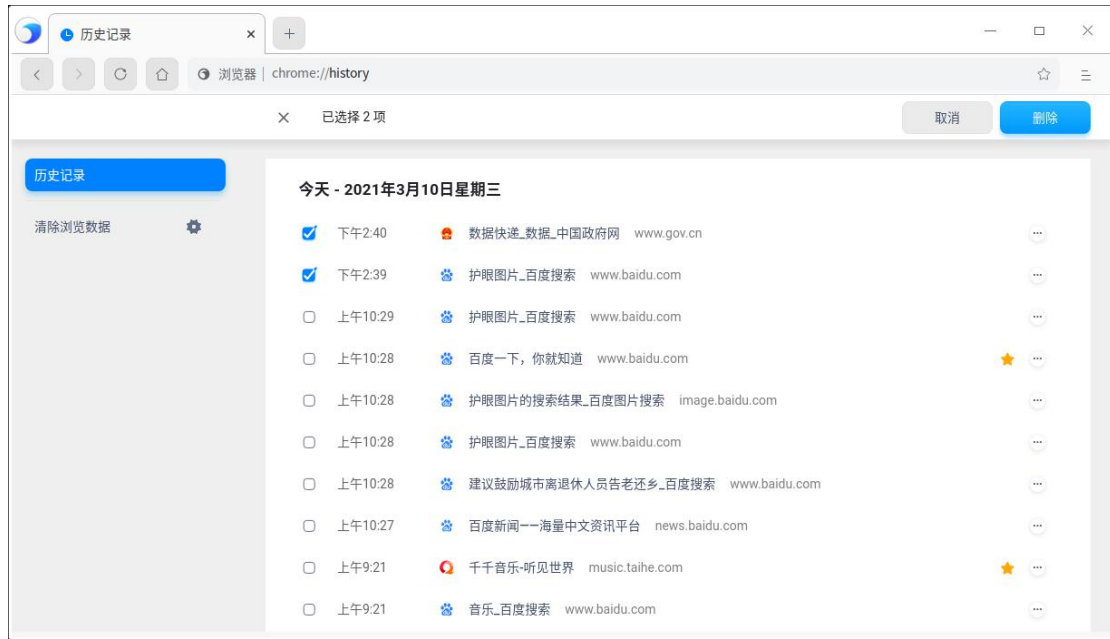 历史记录
浏览器 chrome://history
已选择 2 项 取消 删除
历史记录
清除浏览数据
今天 - 2021年3月10日星期三
下午2:40 数据快递_数据_中国政府网 www.gov.cn
下午2:39 护眼图片_百度搜索 www.baidu.com
上午10:29 护眼图片_百度搜索 www.baidu.com
上午10:28 百度一下，你就知道 www.baidu.com
上午10:28 护眼图片的搜索结果_百度图片搜索 image.baidu.com
上午10:28 护眼图片_百度搜索 www.baidu.com
上午10:28 建议鼓励城市离退休人员告老还乡_百度搜索 www.baidu.com
上午10:27 百度新闻——海量中文资讯平台 news.baidu.com
上午9:21 千千音乐-听见世界 music.taihe.com
上午9:21 音乐_百度搜索 www.baidu.com